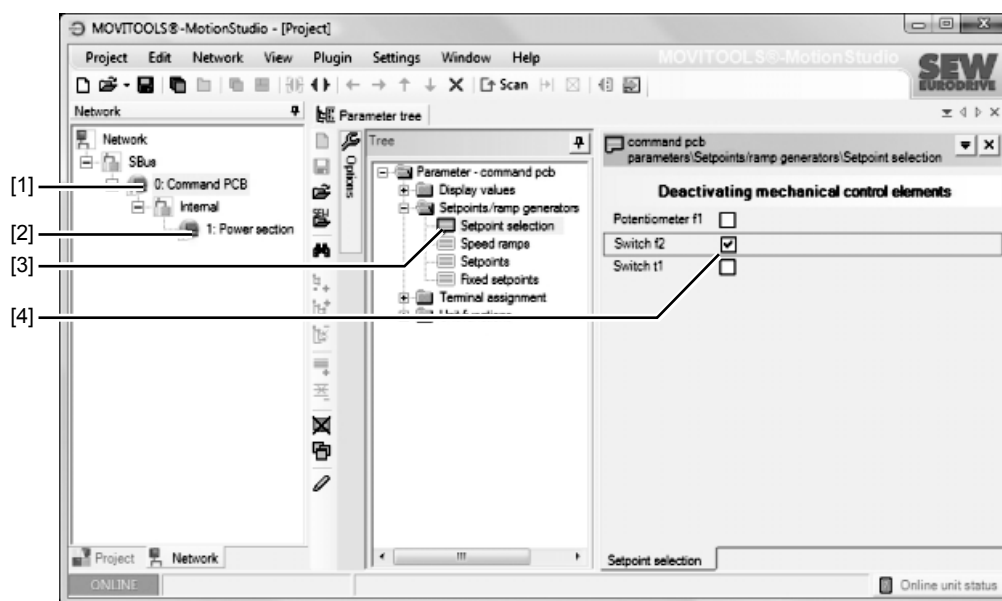 MOVITOOLS®-MotionStudio - [Project]
Project Edit Network View Plugin Settings Window Help
MOVITOOLS®-MotionStudio
SEW
EURODRIVE
Scan
Network
Parameter tree
Network
SBus
[1]
0: Command PCB
Internal
[2]
1: Power section
[3]
[4]
Options
Tree
Parameter - command pcb
Display values
Setpoints/ramp generators
Setpoint selection
Speed ramps
Setpoints
Fixed setpoints
Terminal assignment
command pcb
parameters\Setpoints/ramp generators\Setpoint selection
Deactivating mechanical control elements
Potentiometer f1
Switch f2
Switch t1
Project Network
Setpoint selection
ONLINE
Online unit status